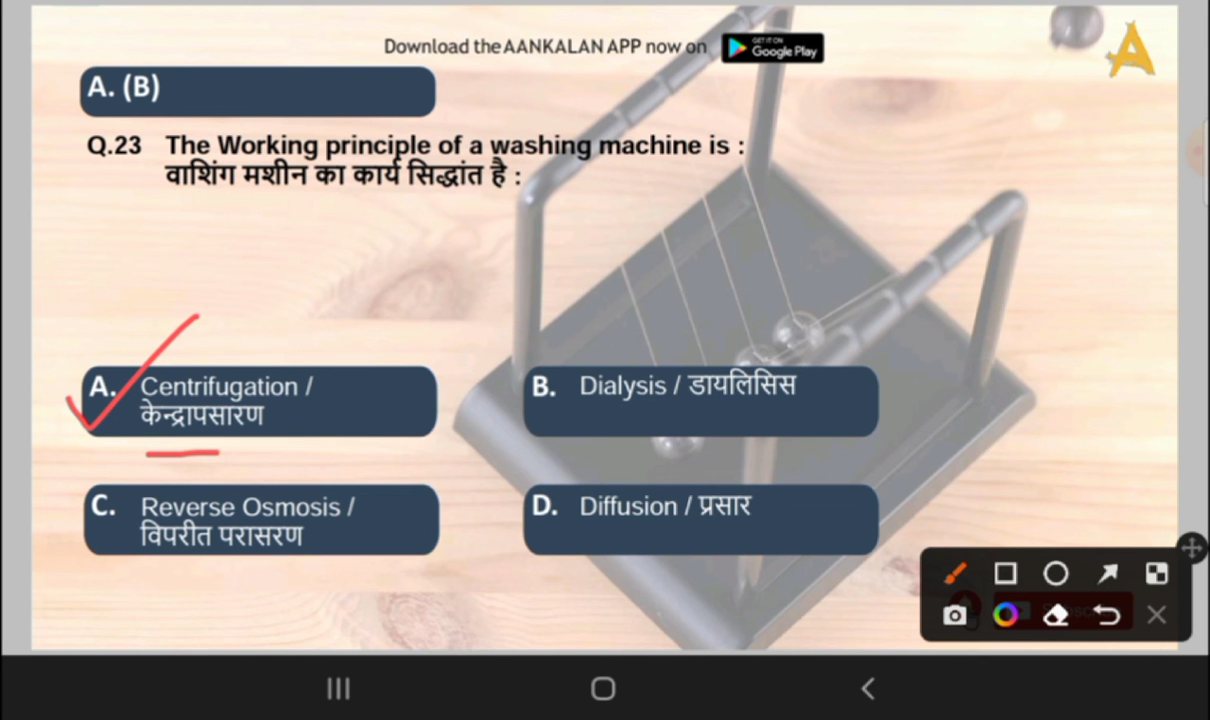 Download the AANKALAN APP now on
GET IT ON
Google Play
A
A. (B)
Q.23 The Working principle of a washing machine is :
वाशिंग मशीन का कार्य सिद्धांत है :
A. Centrifugation /
केन्द्रापसारण
B. Dialysis / डायलिसिस
C. Reverse Osmosis /
विपरीत परासरण
D. Diffusion / प्रसार